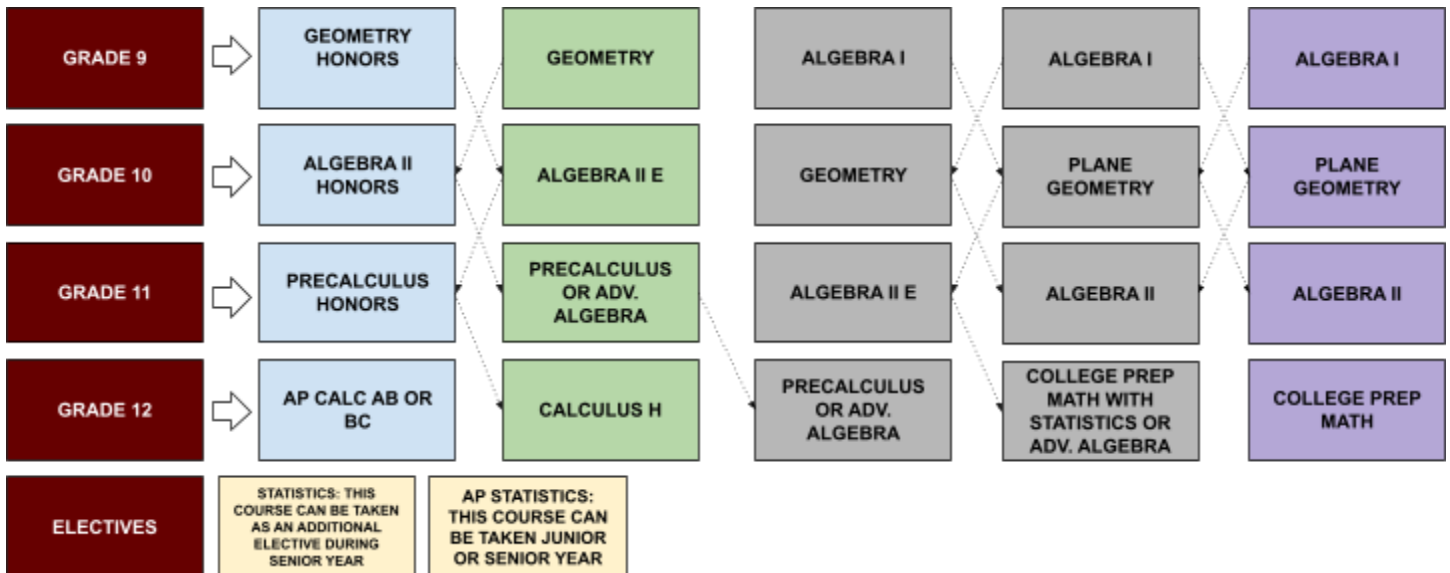 GRADE 9
GEOMETRY
HONORS
GEOMETRY
ALGEBRA I
ALGEBRA I
ALGEBRA I
GRADE 10
ALGEBRA II
HONORS
ALGEBRA II E
GEOMETRY
PLANE
GEOMETRY
PLANE
GEOMETRY
GRADE 11
PRECALCULUS
HONORS
PRECALCULUS
OR ADV.
ALGEBRA
ALGEBRA II E
ALGEBRA II
ALGEBRA II
GRADE 12
AP CALC AB OR
BC
CALCULUS H
PRECALCULUS
OR ADV.
ALGEBRA
COLLEGE PREP
MATH WITH
STATISTICS OR
ADV. ALGEBRA
COLLEGE PREP
MATH
ELECTIVES
STATISTICS: THIS
COURSE CAN BE TAKEN
AS AN ADDITIONAL
ELECTIVE DURING
SENIOR YEAR
AP STATISTICS:
THIS COURSE CAN
BE TAKEN JUNIOR
OR SENIOR YEAR